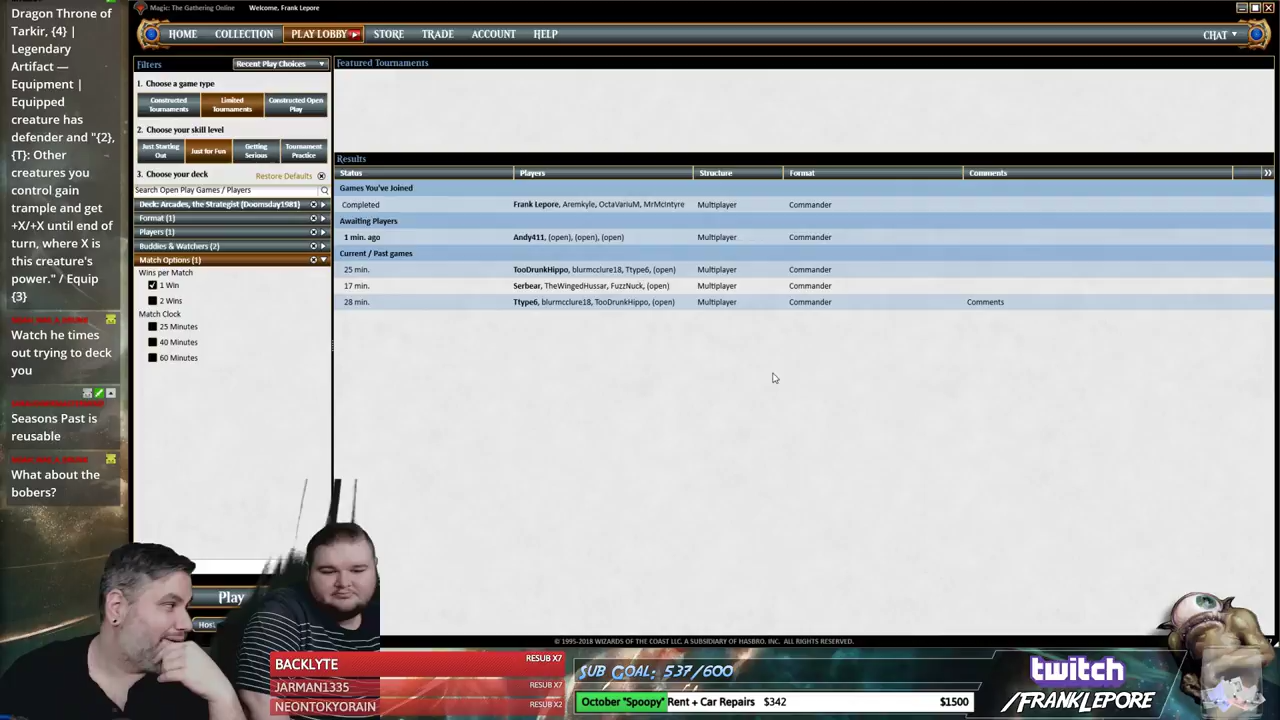 Magic: The Gathering Online
Welcome, Frank Lepore
HOME
COLLECTION
PLAY LOBBY
STORE
TRADE
ACCOUNT
HELP
CHAT
Dragon Throne of
Tarkir, {4} |
Legendary
Artifact —
Equipment |
Equipped
creature has
defender and "{2},
{T}: Other
creatures you
control gain
trample and get
+X/+X until end of
turn, where X is
this creature's
power." / Equip
{3}
Watch he times
out trying to deck
you
Seasons Past is
reusable
What about the
bobers?
Filters
Recent Play Choices
1. Choose a game type
Constructed
Tournaments
Limited
Tournaments
Constructed Open
Play
2. Choose your skill level
Just Starting
Out
Just for Fun
Getting
Serious
Tournament
Practice
3. Choose your deck
Restore Defaults
Search Open Play Games / Players
Deck: Arcades, the Strategist (Doomsday1981)
Format (1)
Players (1)
Buddies & Watchers (2)
Match Options (1)
Wins per Match
1 Win
2 Wins
Match Clock
25 Minutes
40 Minutes
60 Minutes
Play
Featured Tournaments
Results
Status Players Structure Format Comments
Games You've Joined
Completed Frank Lepore, Aremkyle, OctaVariuM, MrMcIntyre Multiplayer Commander
Awaiting Players
1 min. ago Andy411, (open), (open), (open) Multiplayer Commander
Current / Past games
25 min. TooDrunkHippo, blurmcclure18, Ttype6, (open) Multiplayer Commander
17 min. Serbear, TheWingedHussar, FuzzNuck, (open) Multiplayer Commander
28 min. Ttype6, blurmcclure18, TooDrunkHippo, (open) Multiplayer Commander Comments
© 1995-2018 WIZARDS OF THE COAST LLC, A SUBSIDIARY OF HASBRO, INC. ALL RIGHTS RESERVED.
BACKLYTE RESUB X7
JARMAN1335 RESUB X7
NEONTOKYORAIN RESUB X2
SUB GOAL: 537/600
October "Spoopy" Rent + Car Repairs $342 $1500
twitch
/FRANKLEPORE